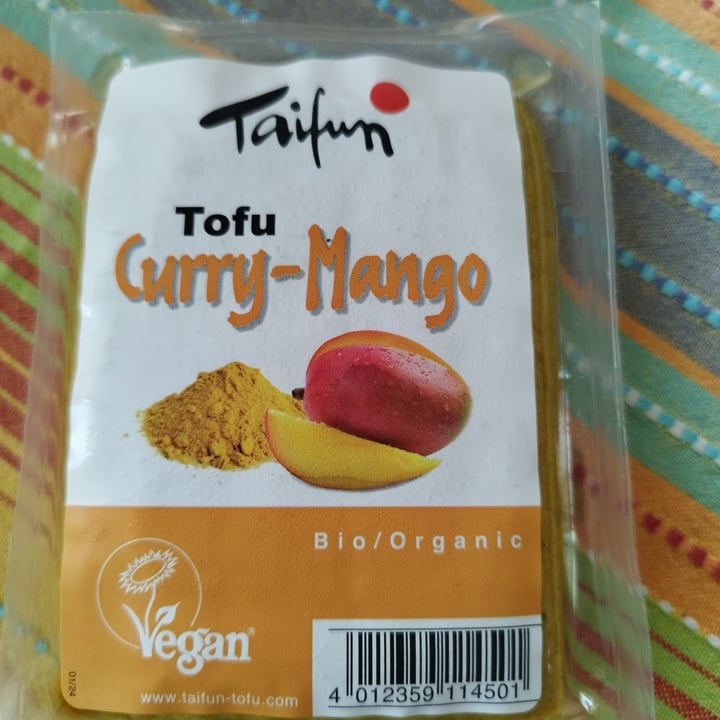 Taifun
Tofu
Curry-Mango
Bio/Organic
Vegan®
01/24
www.taifun-tofu.com
4 012359 114501